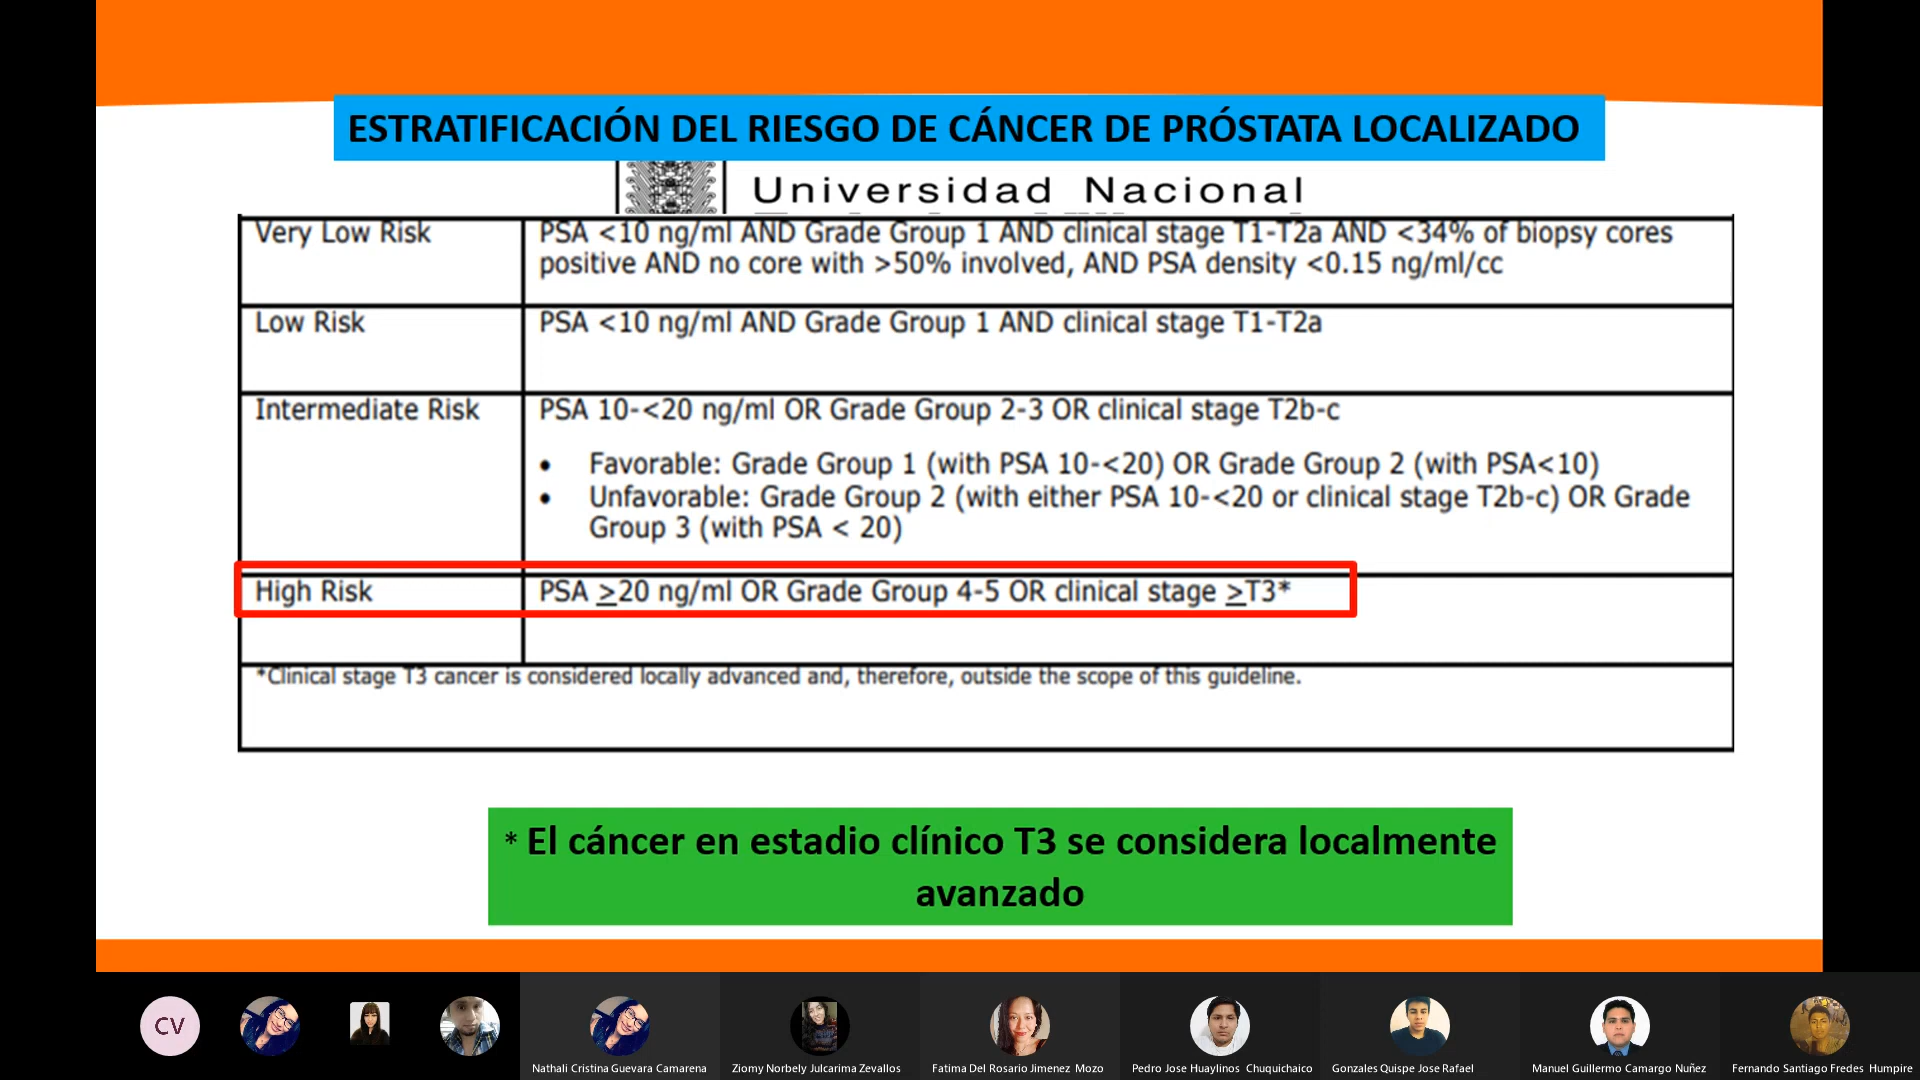 ESTRATIFICACIÓN DEL RIESGO DE CÁNCER DE PRÓSTATA LOCALIZADO
Universidad Nacional
Very Low Risk
PSA <10 ng/ml AND Grade Group 1 AND clinical stage T1-T2a AND <34% of biopsy cores
positive AND no core with >50% involved, AND PSA density <0.15 ng/ml/cc
Low Risk
PSA <10 ng/ml AND Grade Group 1 AND clinical stage T1-T2a
Intermediate Risk
PSA 10-<20 ng/ml OR Grade Group 2-3 OR clinical stage T2b-c
• Favorable: Grade Group 1 (with PSA 10-<20) OR Grade Group 2 (with PSA<10)
• Unfavorable: Grade Group 2 (with either PSA 10-<20 or clinical stage T2b-c) OR Grade
Group 3 (with PSA < 20)
High Risk
PSA ≥20 ng/ml OR Grade Group 4-5 OR clinical stage ≥T3*
*Clinical stage T3 cancer is considered locally advanced and, therefore, outside the scope of this guideline.
* El cáncer en estadio clínico T3 se considera localmente
avanzado
CV
Nathali Cristina Guevara Camarena
Ziomy Norbely Julcarima Zevallos
Fatima Del Rosario Jimenez Mozo
Pedro Jose Huaylinos Chuquichaico
Gonzales Quispe Jose Rafael
Manuel Guillermo Camargo Nuñez
Fernando Santiago Fredes Humpire